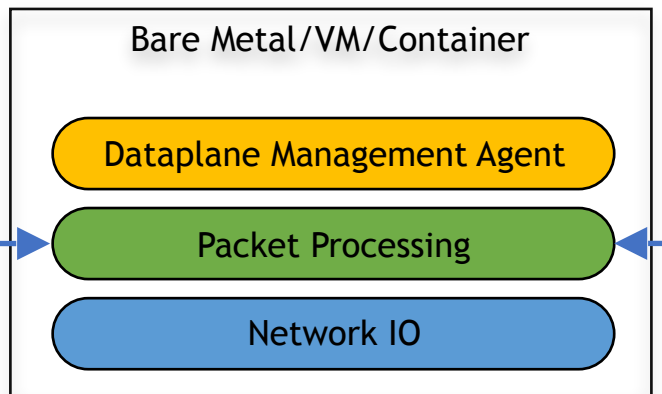 Bare Metal/VM/Container
Dataplane Management Agent
Packet Processing
Network IO